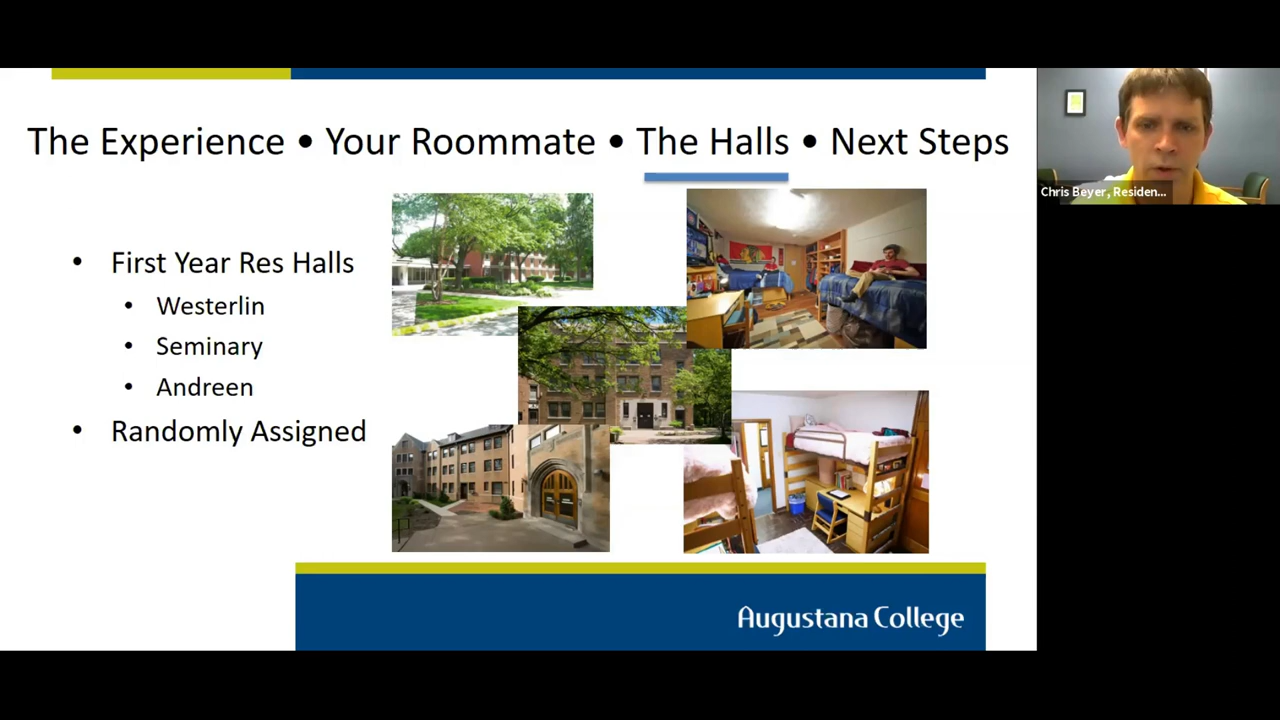 The Experience • Your Roommate • The Halls • Next Steps
• First Year Res Halls
• Westerlin
• Seminary
• Andreen
• Randomly Assigned
Augustana College
Chris Beyer, Residen...